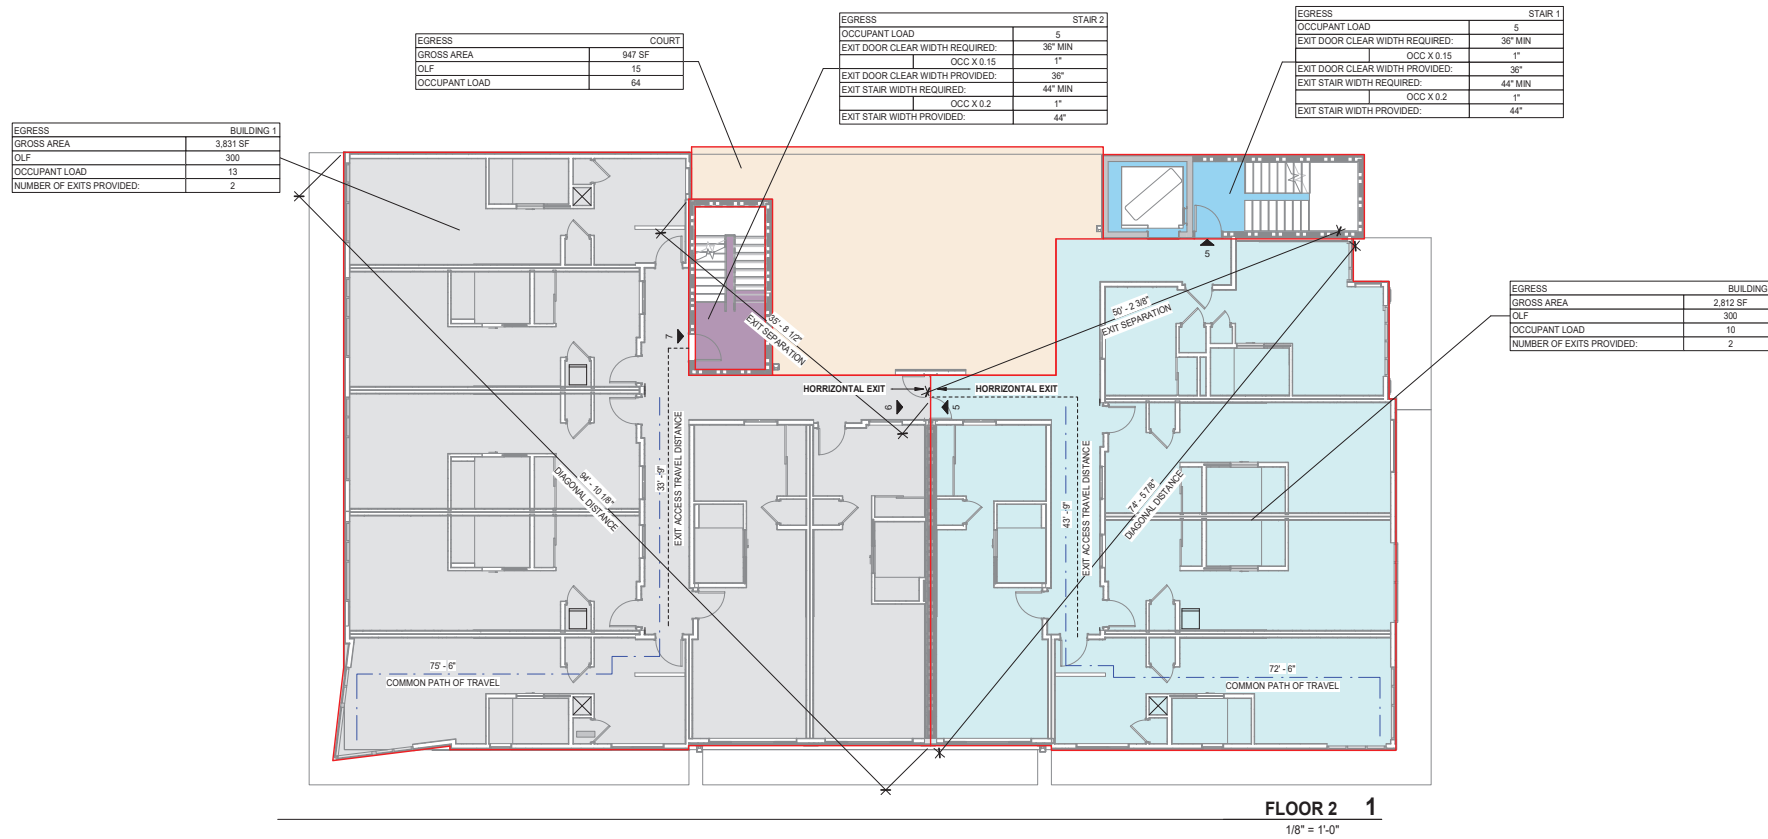 EGRESS STAIR 2
OCCUPANT LOAD 5
EXIT DOOR CLEAR WIDTH REQUIRED: 36" MIN
OCC X 0.15 1"
EXIT DOOR CLEAR WIDTH PROVIDED: 36"
EXIT STAIR WIDTH REQUIRED: 44" MIN
OCC X 0.2 1"
EXIT STAIR WIDTH PROVIDED: 44"
EGRESS STAIR 1
OCCUPANT LOAD 5
EXIT DOOR CLEAR WIDTH REQUIRED: 36" MIN
OCC X 0.15 1"
EXIT DOOR CLEAR WIDTH PROVIDED: 36"
EXIT STAIR WIDTH REQUIRED: 44" MIN
OCC X 0.2 1"
EXIT STAIR WIDTH PROVIDED: 44"
EGRESS COURT
GROSS AREA 947 SF
OLF 15
OCCUPANT LOAD 64
EGRESS BUILDING 1
GROSS AREA 3,831 SF
OLF 300
OCCUPANT LOAD 13
NUMBER OF EXITS PROVIDED: 2
EGRESS BUILDING
GROSS AREA 2,812 SF
OLF 300
OCCUPANT LOAD 10
NUMBER OF EXITS PROVIDED: 2
5
50' - 2 3/8"
EXIT SEPARATION
35' - 8 1/2"
EXIT SEPARATION
7
HORRIZONTAL EXIT
HORRIZONTAL EXIT
6
5
33' -9"
EXIT ACCESS TRAVEL DISTANCE
43' -9"
EXIT ACCESS TRAVEL DISTANCE
94' - 10 1/8"
DIAGONAL DISTANCE
74' - 5 7/8"
DIAGONAL DISTANCE
75' - 6"
COMMON PATH OF TRAVEL
72' - 6"
COMMON PATH OF TRAVEL
FLOOR 2 1
1/8" = 1'-0"